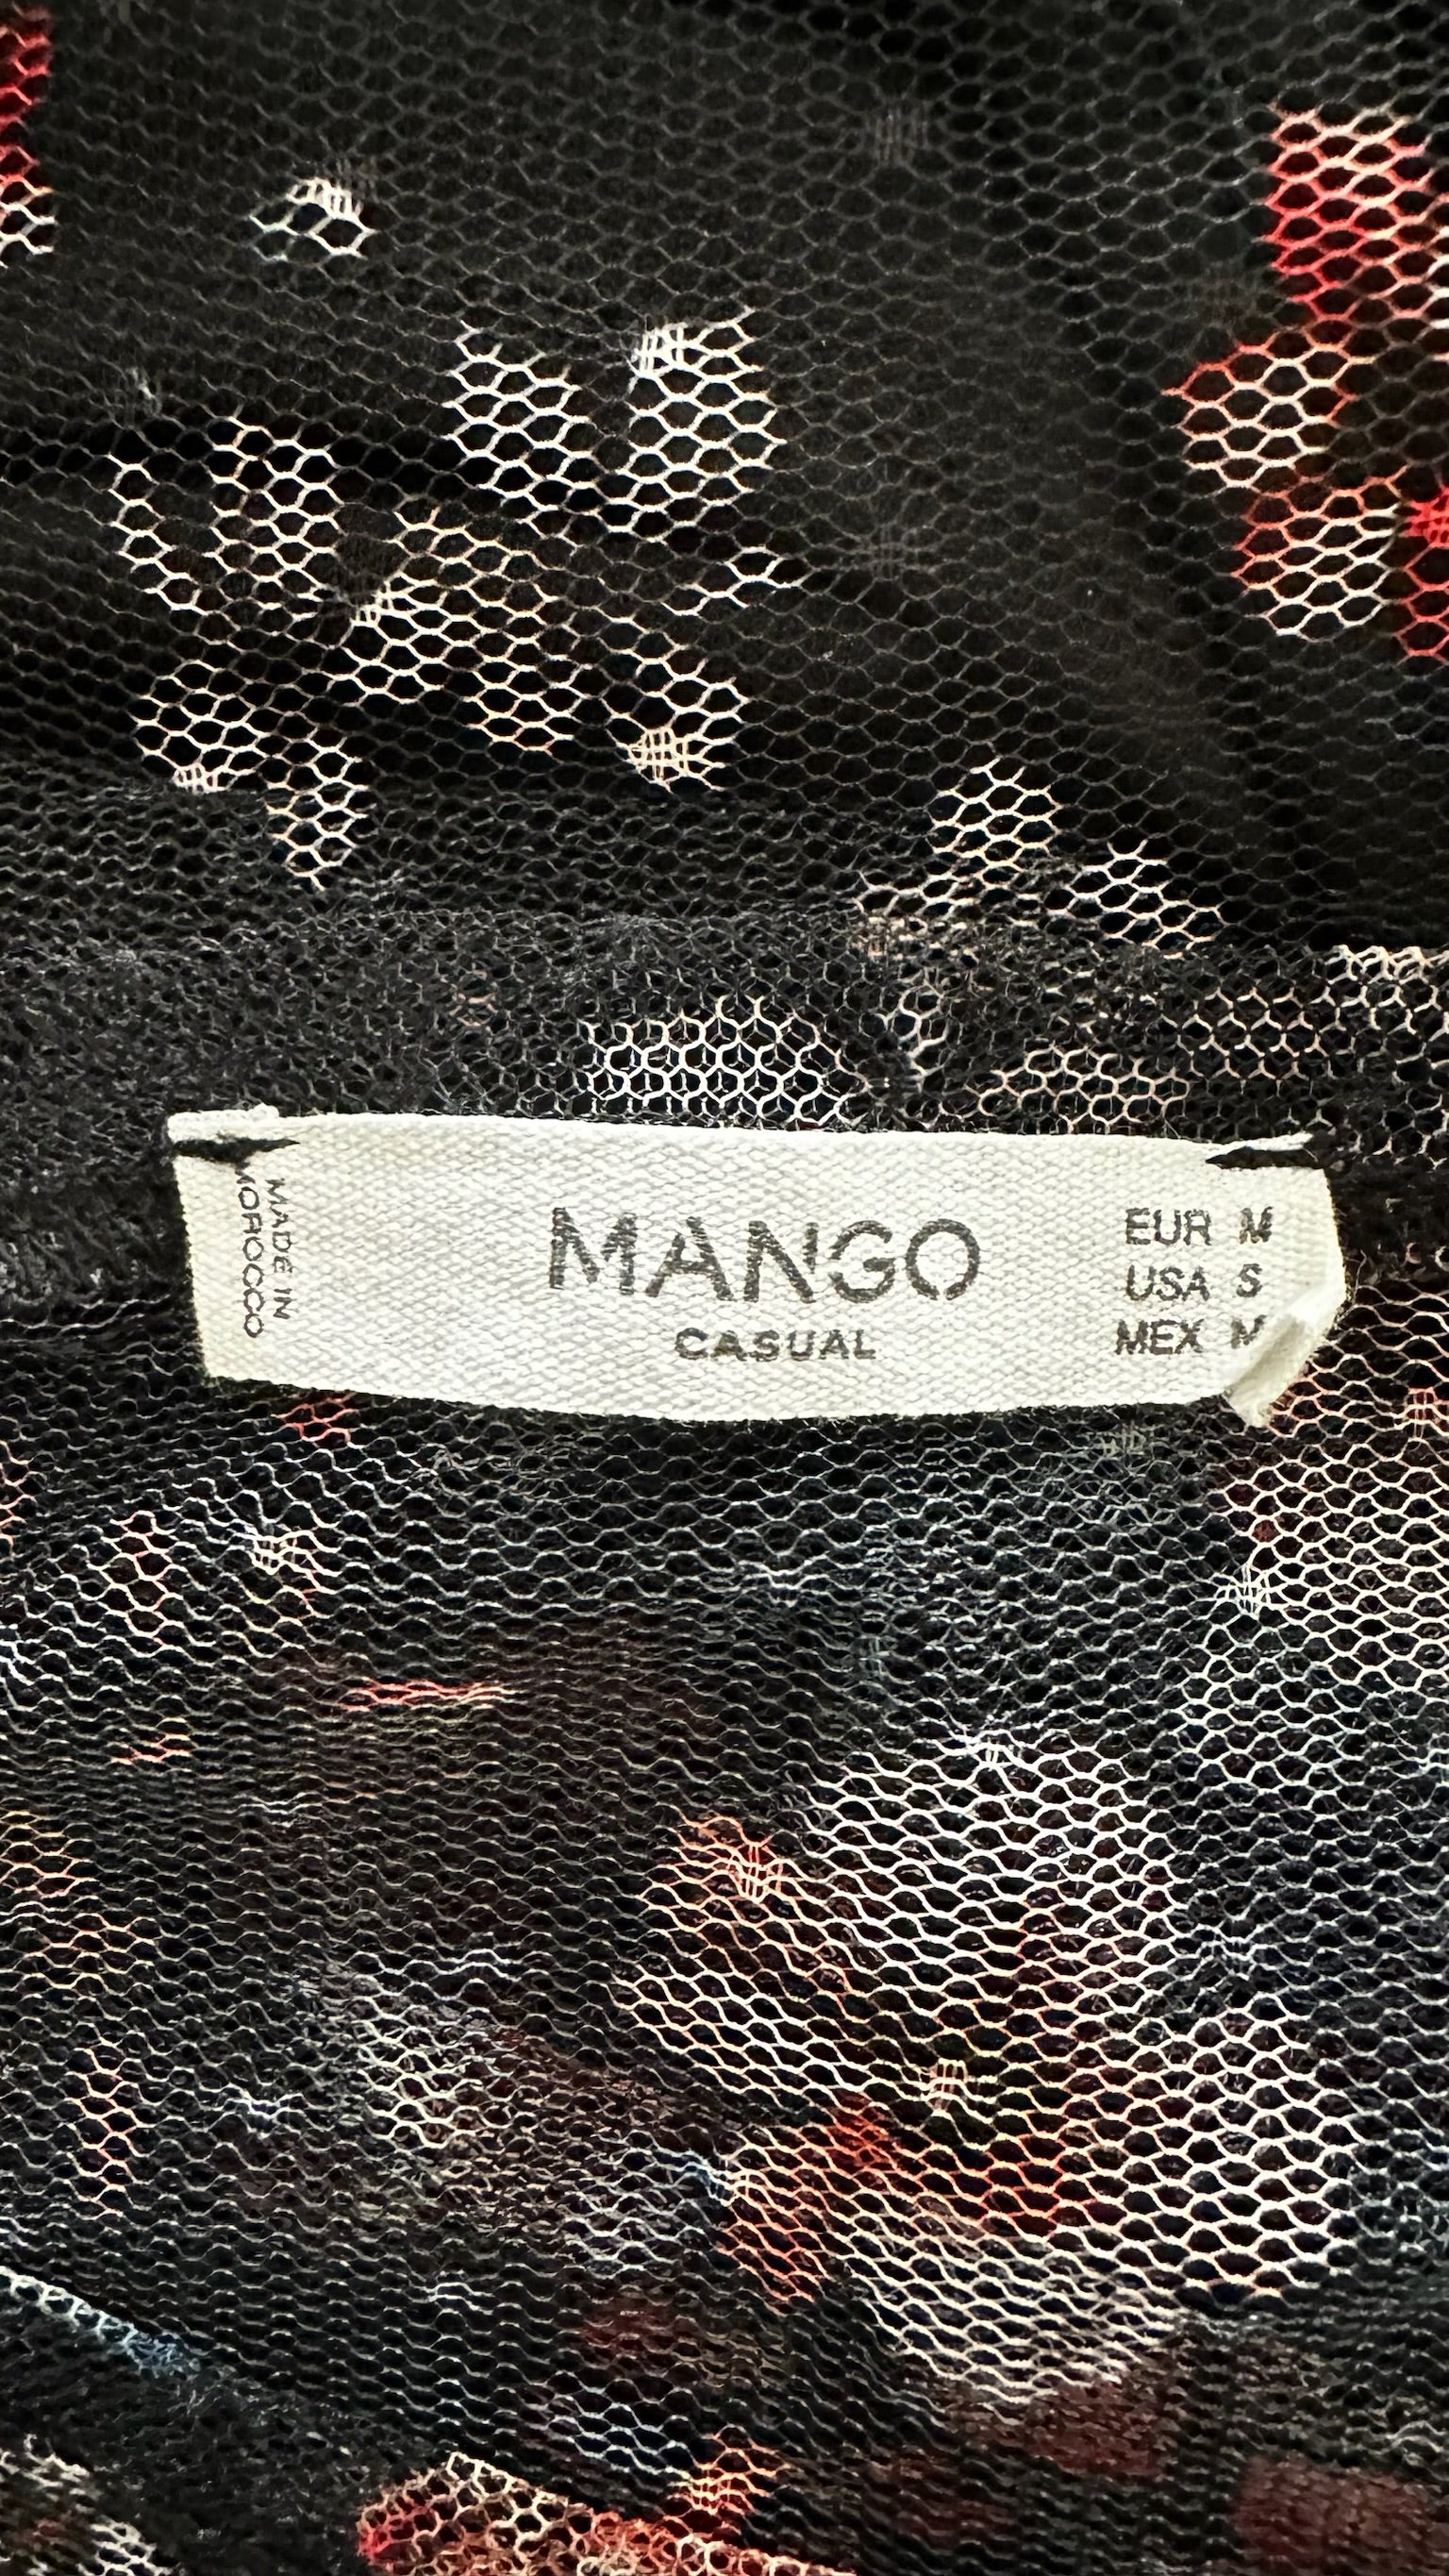 MADE IN
MOROCCO
MANGO
CASUAL
EUR M
USA S
MEX M